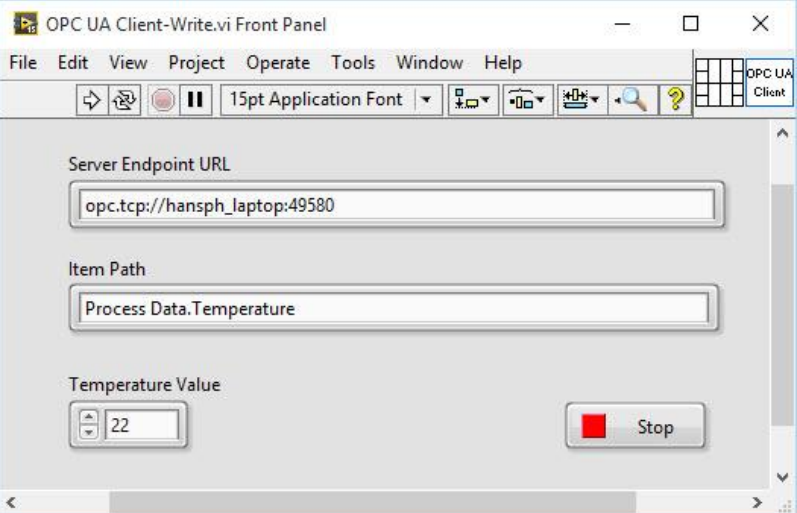 OPC UA Client-Write.vi Front Panel
File Edit View Project Operate Tools Window Help
15pt Application Font
OPC UA
Client
Server Endpoint URL
opc.tcp://hansph_laptop:49580
Item Path
Process Data.Temperature
Temperature Value
22
Stop